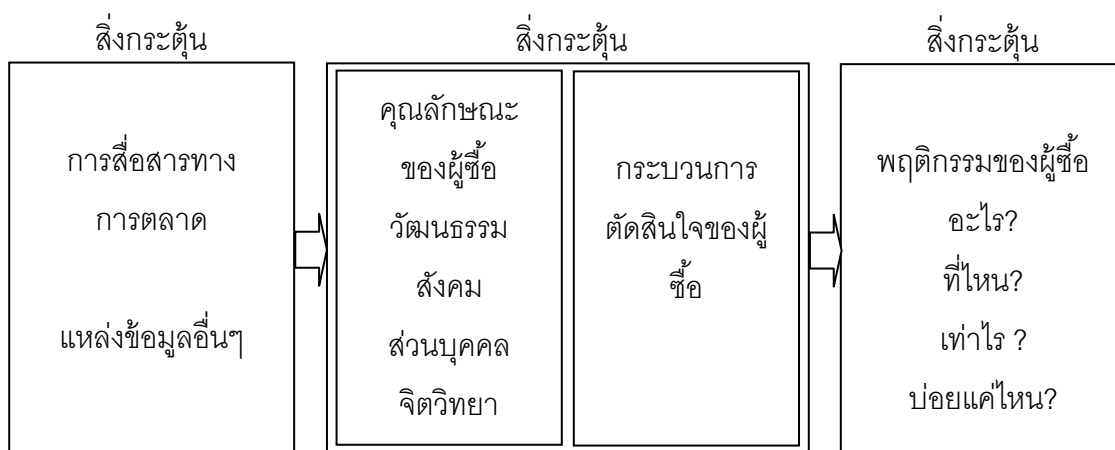 สิ่งกระตุ้น
การสื่อสารทาง
การตลาด
แหล่งข้อมูลอื่นๆ
สิ่งกระตุ้น
คุณลักษณะ
ของผู้ซื้อ
วัฒนธรรม
สังคม
ส่วนบุคคล
จิตวิทยา
กระบวนการ
ตัดสินใจของผู้
ซื้อ
สิ่งกระตุ้น
พฤติกรรมของผู้ซื้อ
อะไร?
ที่ไหน?
เท่าไร ?
บ่อยแค่ไหน?